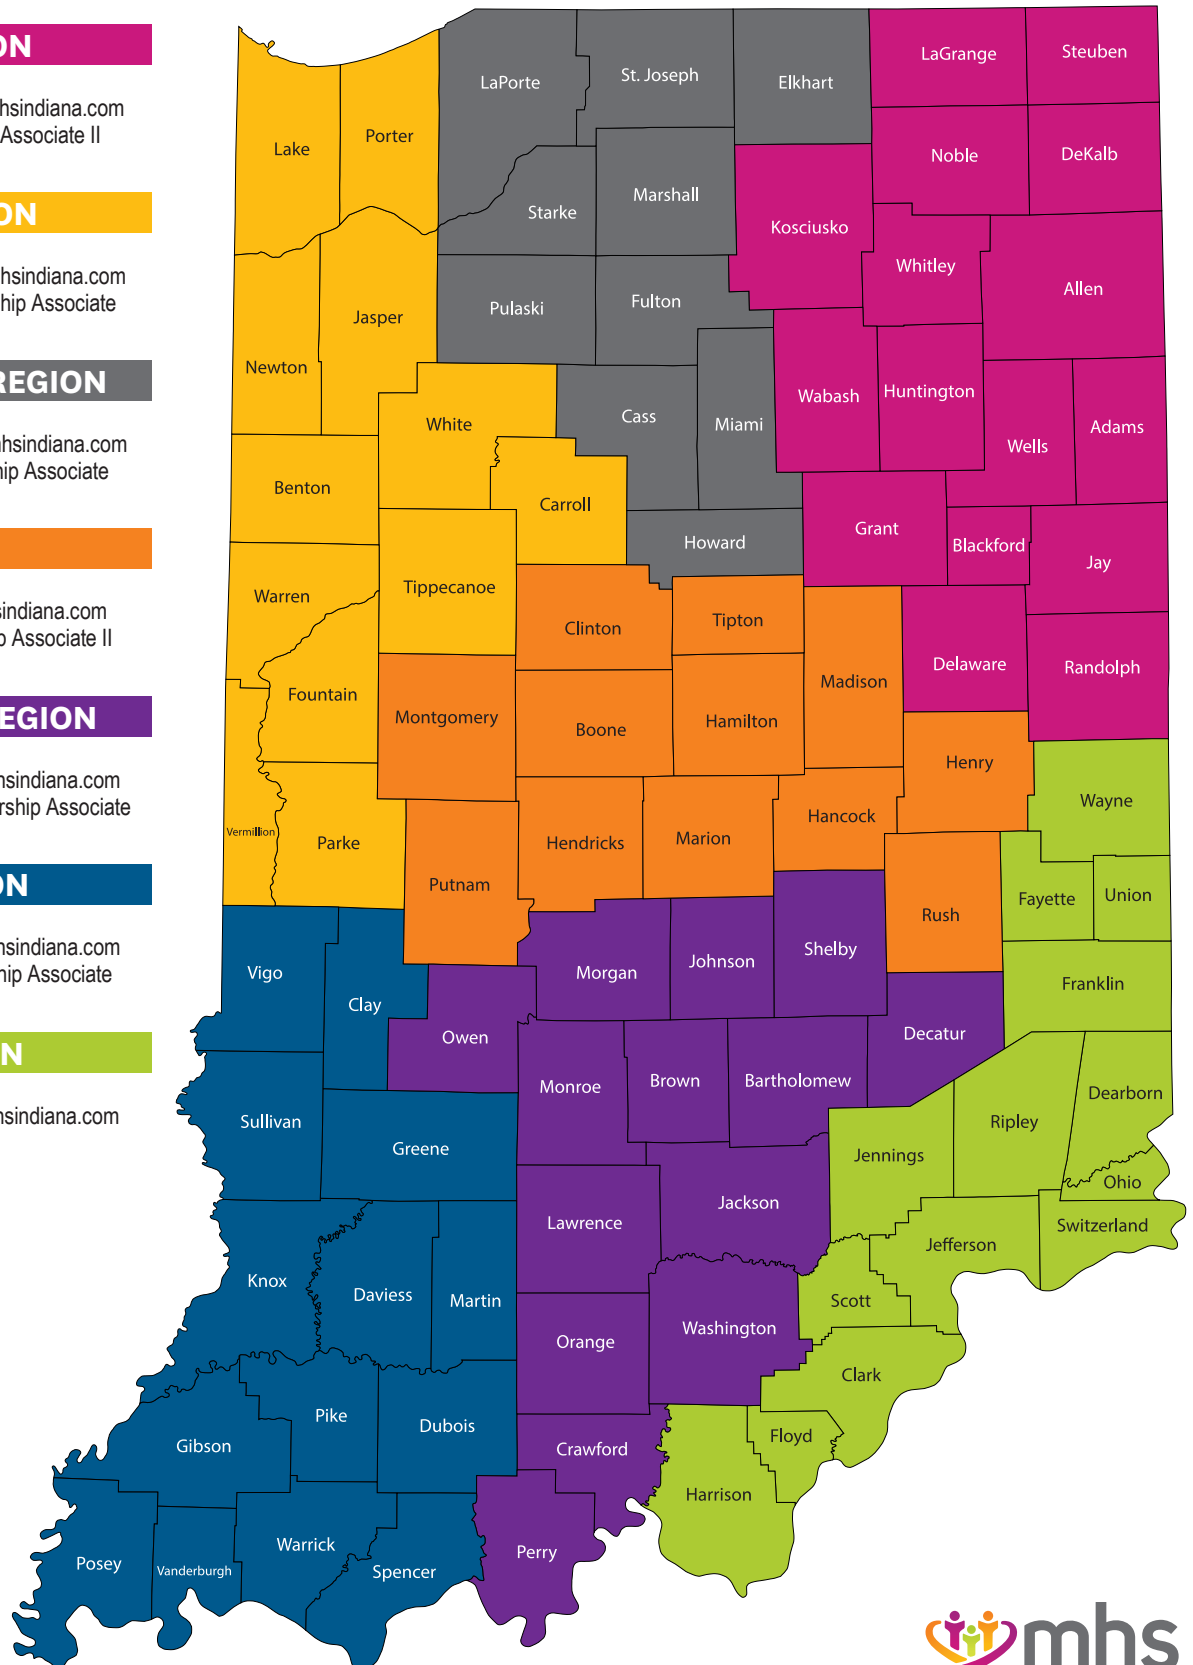 ON
hsindiana.com
Associate II
ON
hsindiana.com
hip Associate
REGION
hsindiana.com
hip Associate
sindiana.com
p Associate II
EGION
hsindiana.com
rship Associate
ON
hsindiana.com
hip Associate
N
hsindiana.com
LaGrange
Steuben
LaPorte
St. Joseph
Elkhart
Lake
Porter
Noble
DeKalb
Starke
Marshall
Kosciusko
Whitley
Allen
Pulaski
Fulton
Jasper
Newton
White
Cass
Miami
Wabash
Huntington
Wells
Adams
Benton
Carroll
Howard
Grant
Blackford
Jay
Warren
Tippecanoe
Clinton
Tipton
Delaware
Randolph
Fountain
Montgomery
Boone
Hamilton
Madison
Henry
Wayne
Vermillion
Parke
Hendricks
Marion
Hancock
Putnam
Rush
Fayette
Union
Vigo
Clay
Morgan
Johnson
Shelby
Franklin
Owen
Decatur
Monroe
Brown
Bartholomew
Dearborn
Sullivan
Greene
Jennings
Ripley
Ohio
Lawrence
Jackson
Jefferson
Switzerland
Knox
Daviess
Martin
Scott
Orange
Washington
Clark
Pike
Dubois
Gibson
Crawford
Floyd
Harrison
Posey
Vanderburgh
Warrick
Spencer
Perry
mhs